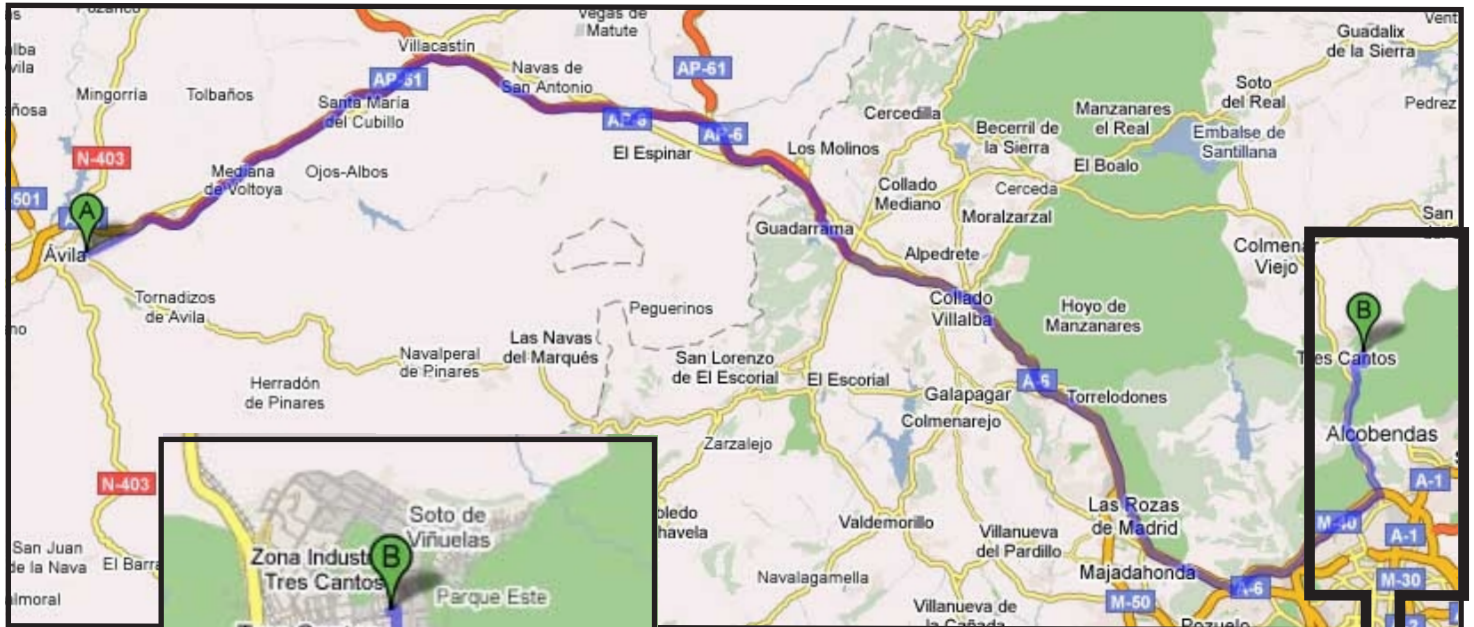 Villacastín
AP-61
Vegas de
Matute
AP-61
Guadalix
de la Sierra
Mingorría
Tolbaños
Santa María
del Cubillo
Navas de
San Antonio
AP-6
AP-6
El Espinar
Los Molinos
Cercedilla
Becerril de
la Sierra
Manzanares
el Real
Soto
del Real
Embalse de
Santillana
El Boalo
Cerceda
Collado
Mediano
Moralzarzal
N-403
Mediana
de Voltoya
Ojos-Albos
A
Ávila
Guadarrama
Alpedrete
Collado
Villalba
Hoyo de
Manzanares
Colmenar
Viejo
San
B
Tres Cantos
Alcobendas
Tornadizos
de Avila
Peguerinos
Las Navas
del Marqués
Navalperal
de Pinares
Herradón
de Pinares
San Lorenzo
de El Escorial
El Escorial
Galapagar
Colmenarejo
A-6
Torrelodones
Zarzalejo
N-403
San Juan
de la Nava
Valdemorillo
Navalagamella
Villanueva
del Pardillo
Villanueva de
la Cañada
Las Rozas
de Madrid
Majadahonda
M-50
A-6
Pozuelo
M-40
A-1
A-1
M-30
Soto de
Viñuelas
B
Tres Cantos
Parque Este